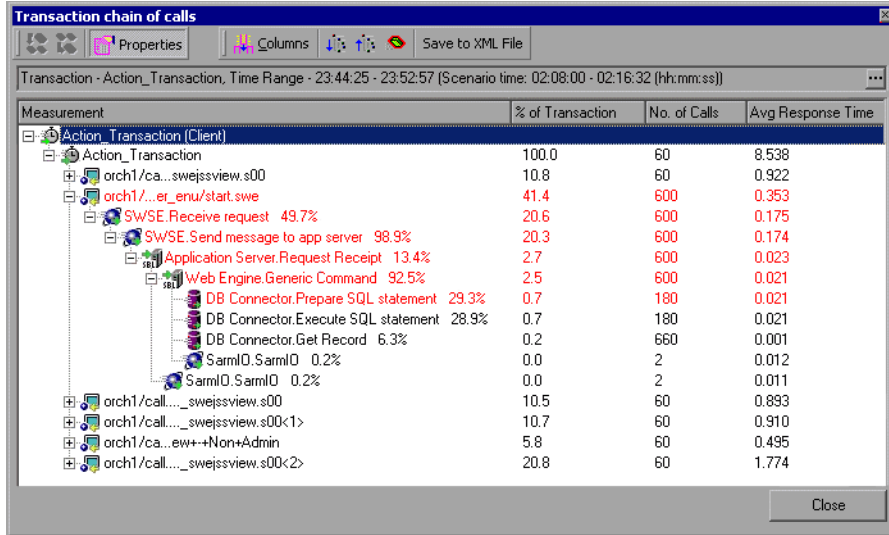 Transaction chain of calls
Properties Columns Save to XML File
Transaction - Action_Transaction, Time Range - 23:44:25 - 23:52:57 (Scenario time: 02:08:00 - 02:16:32 (hh:mm:ss)) ...
Measurement % of Transaction No. of Calls Avg Response Time
Action_Transaction (Client)
Action_Transaction 100.0 60 8.538
orch1/ca...swejssview.s00 10.8 60 0.922
orch1/...er_enu/start.swe 41.4 600 0.353
SWSE.Receive request 49.7% 20.6 600 0.175
SWSE.Send message to app server 98.9% 20.3 600 0.174
SBL Application Server.Request Receipt 13.4% 2.7 600 0.023
SBL Web Engine.Generic Command 92.5% 2.5 600 0.021
DB Connector.Prepare SQL statement 29.3% 0.7 180 0.021
DB Connector.Execute SQL statement 28.9% 0.7 180 0.021
DB Connector.Get Record 6.3% 0.2 660 0.001
SarmIO.SarmIO 0.2% 0.0 2 0.012
SarmIO.SarmIO 0.2% 0.0 2 0.011
orch1/call...._swejssview.s00 10.5 60 0.893
orch1/call...._swejssview.s00<1> 10.7 60 0.910
orch1/ca...ew+-+Non+Admin 5.8 60 0.495
orch1/call...._swejssview.s00<2> 20.8 60 1.774
Close